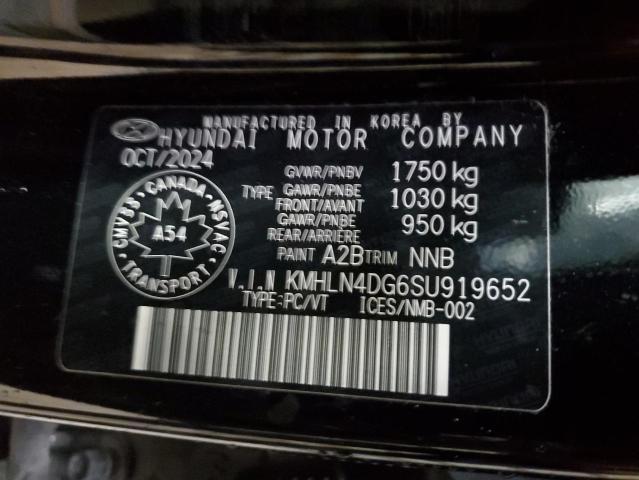 MANUFACTURED IN KOREA BY
HYUNDAI MOTOR COMPANY
OCT/2024
GVWR/PNBV 1750 kg
TYPE GAWR/PNBE FRONT/AVANT 1030 kg
GAWR/PNBE REAR/ARRIÈRE 950 kg
PAINT A2B TRIM NNB
CMVSS · CANADA · NSVAC
A54
TRANSPORT
V.I.N KMHLN4DG6SU919652
TYPE:PC/VT ICES/NMB-002